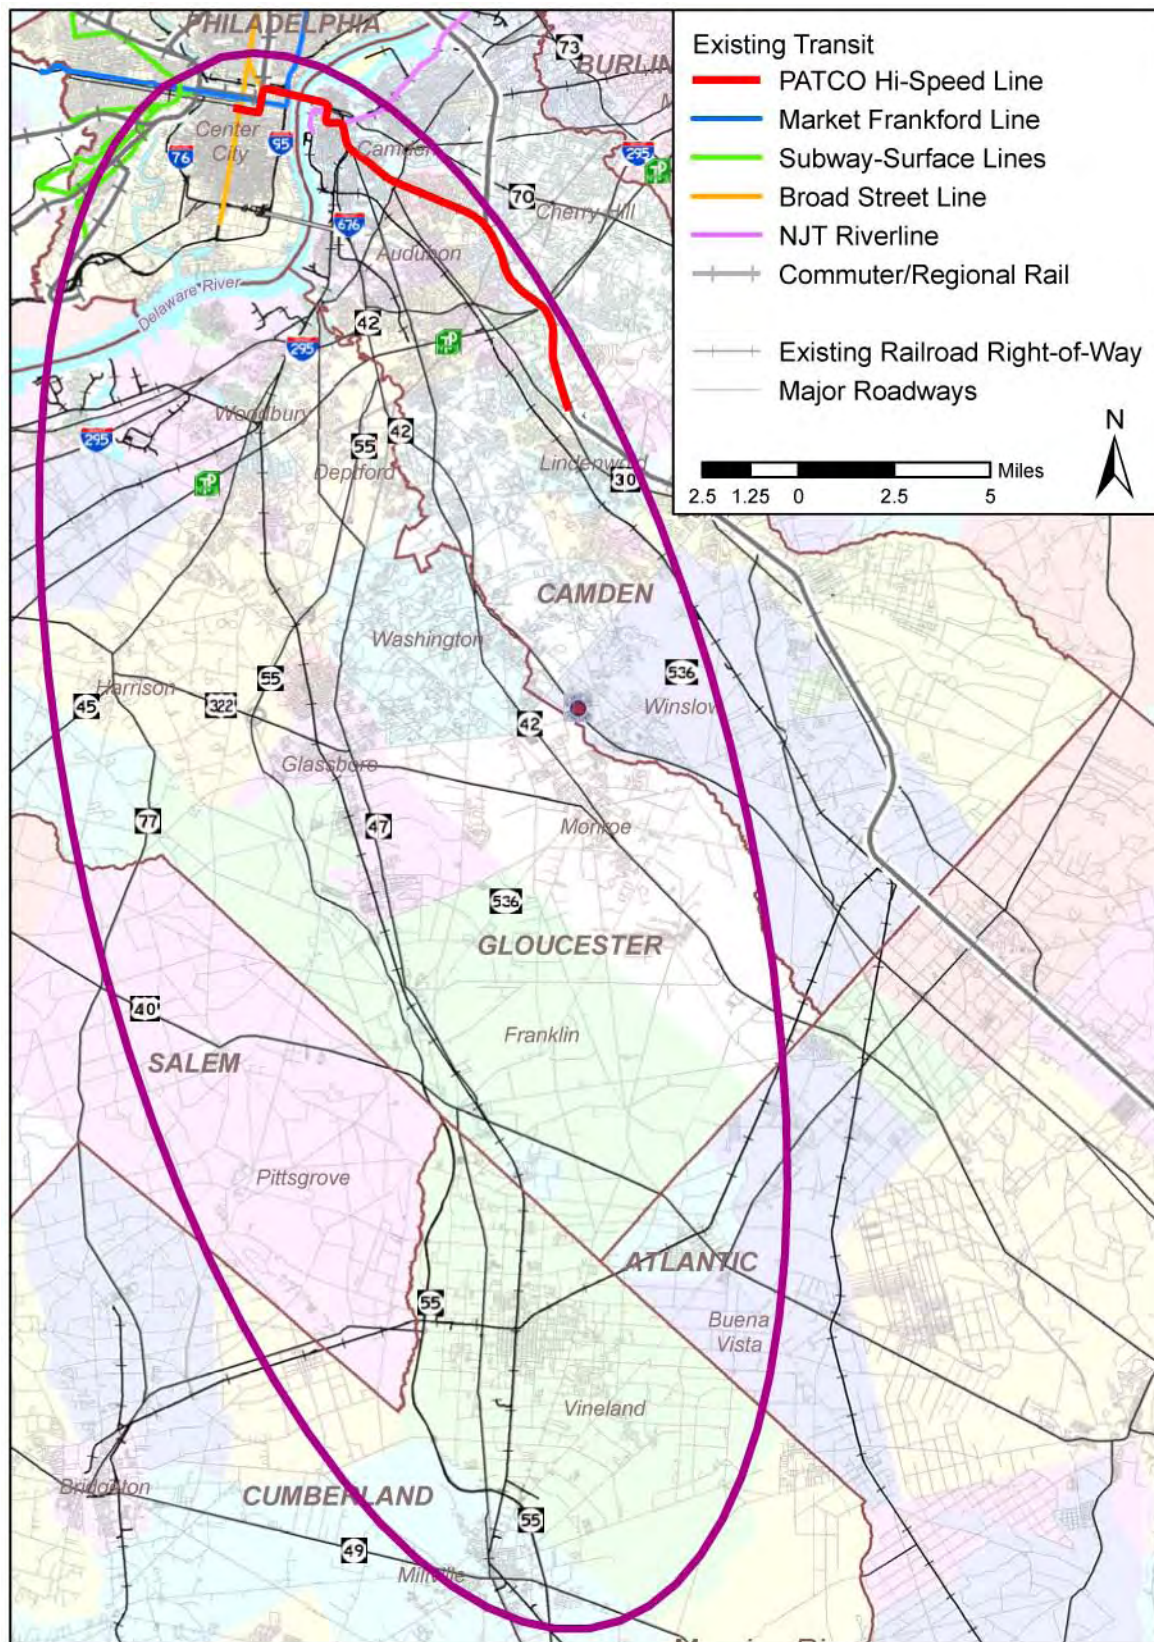 PHILADELPHIA
73
BURLIN
Existing Transit
PATCO Hi-Speed Line
Market Frankford Line
Subway-Surface Lines
Broad Street Line
NJT Riverline
Commuter/Regional Rail
Existing Railroad Right-of-Way
Major Roadways
N
Miles
2.5 1.25 0 2.5 5
Center
City
95
76
Camden
295
70
Cherry Hill
676
Audubon
Delaware River
42
295
Woodbury
295
42
55
Deptford
Lindenwold
30
CAMDEN
Washington
536
55
Harrison
45
322
Winslow
42
Glassboro
77
47
Monroe
536
GLOUCESTER
40
Franklin
SALEM
Pittsgrove
ATLANTIC
55
Buena
Vista
Vineland
Bridgeton
CUMBERLAND
55
49
Millville